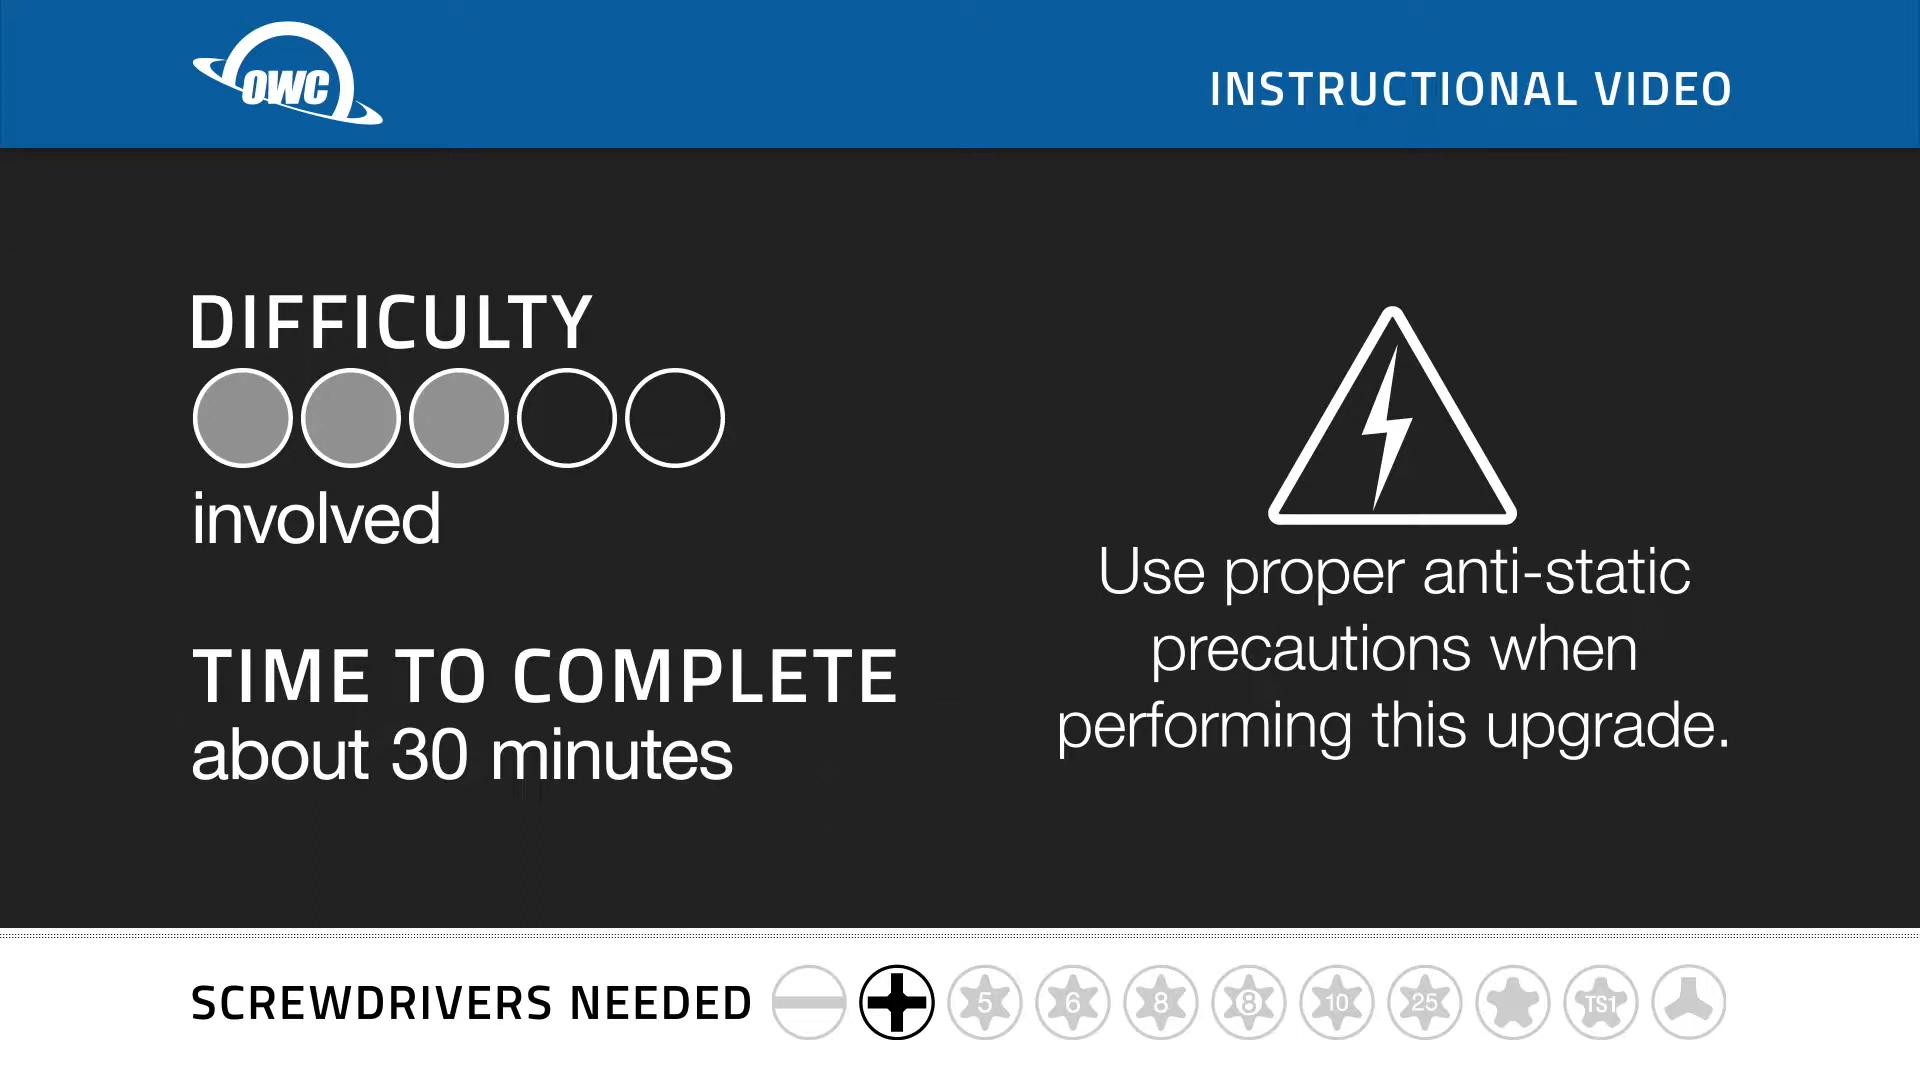 OWC
INSTRUCTIONAL VIDEO
DIFFICULTY
involved
TIME TO COMPLETE
about 30 minutes
Use proper anti-static
precautions when
performing this upgrade.
SCREWDRIVERS NEEDED 5 6 8 8 10 25 TS1